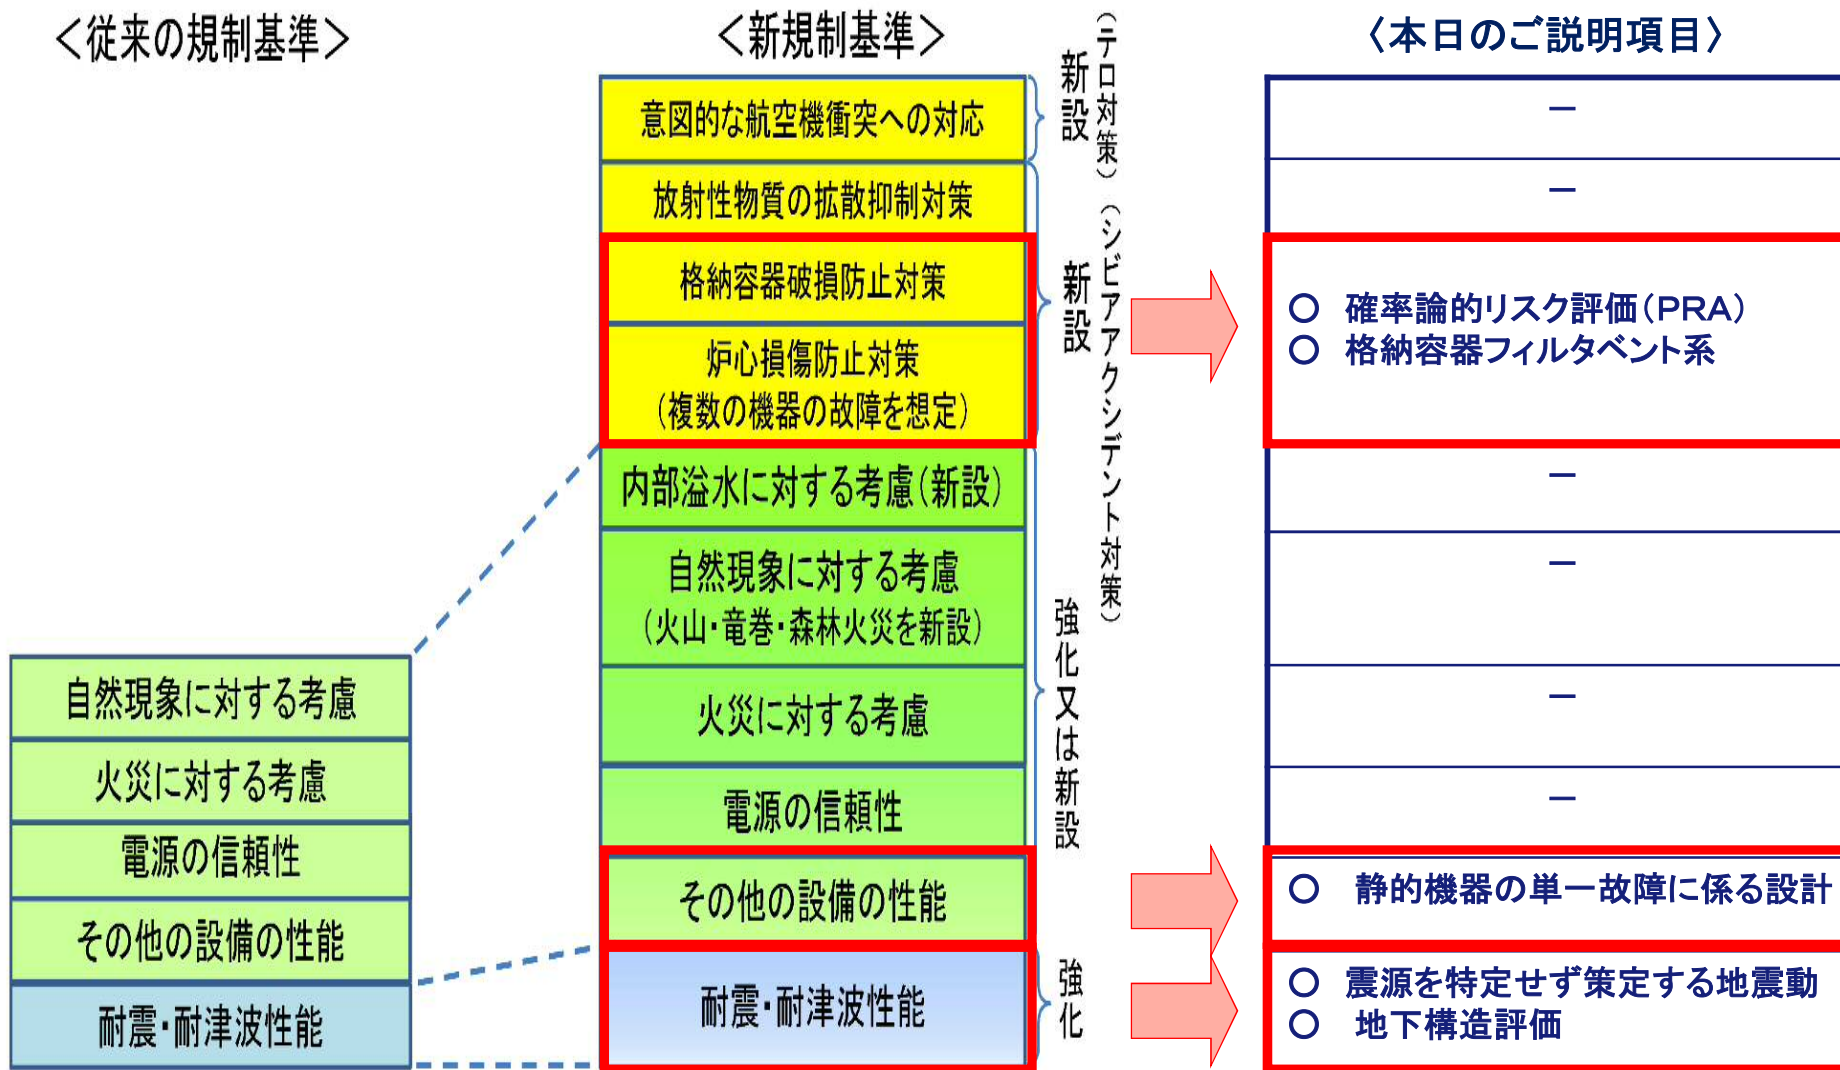 ＜従来の規制基準＞
自然現象に対する考慮
火災に対する考慮
電源の信頼性
その他の設備の性能
耐震・耐津波性能
＜新規制基準＞
意図的な航空機衝突への対応
放射性物質の拡散抑制対策
格納容器破損防止対策
炉心損傷防止対策
（複数の機器の故障を想定）
内部溢水に対する考慮（新設）
自然現象に対する考慮
（火山・竜巻・森林火災を新設）
火災に対する考慮
電源の信頼性
その他の設備の性能
耐震・耐津波性能
新設
（テロ対策）
新設
（シビアアクシデント対策）
強化又は新設
強化
〈本日のご説明項目〉
－
－
○ 確率論的リスク評価（PRA）
○ 格納容器フィルタベント系
－
－
－
－
○ 静的機器の単一故障に係る設計
○ 震源を特定せず策定する地震動
○ 地下構造評価